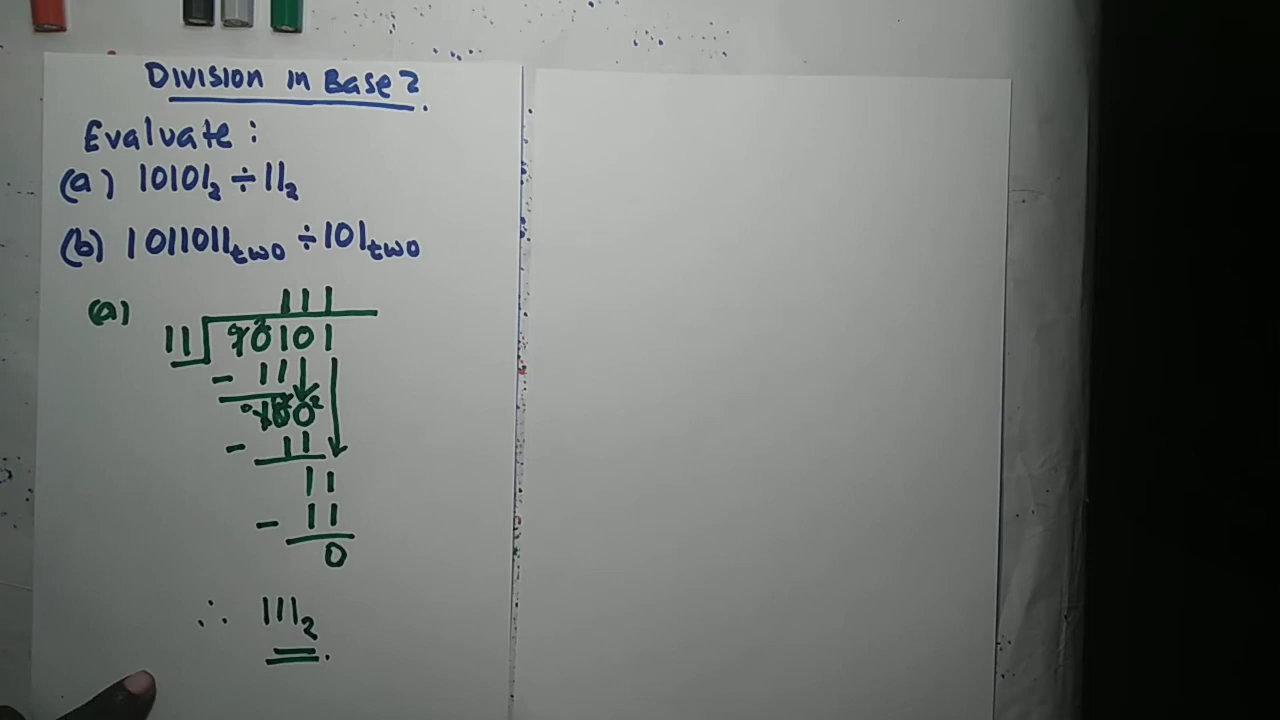 Division in Base 2.
Evaluate:
(a) 10101₂ ÷ 11₂
(b) 1011011two ÷ 101two
(a)
111
11 10101
- 11
100
- 11
11
- 11
0
∴ 111₂.